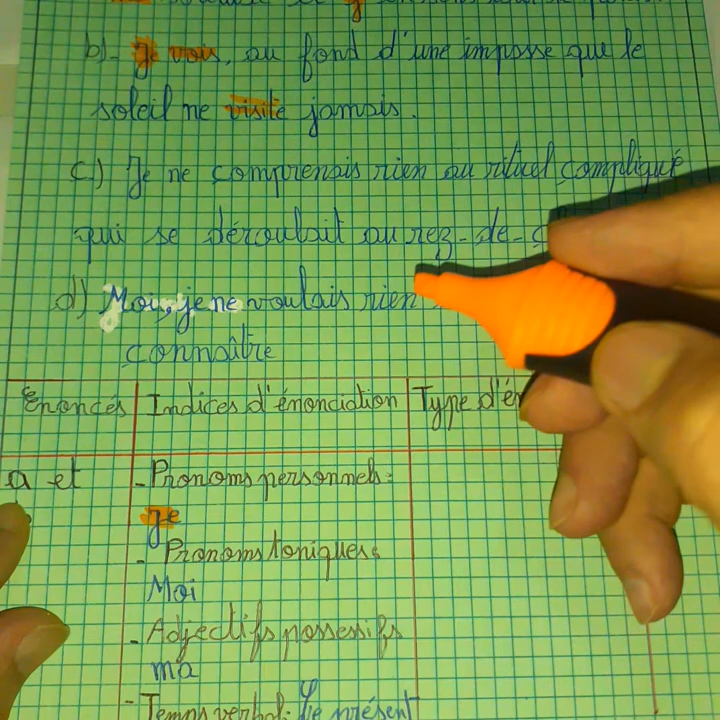 b)- Je vois, au fond d'une impasse que le
soleil ne visite jamais.
c.) Je ne comprenais rien au rituel compliqué
qui se déroulait au rez-de-
d) Moi, je ne voulais rien
connaître
Enoncés Indices d'énonciation Type
a et - Pronoms personnels:
Je
- Pronoms toniques:
Moi
- Adjectifs possessifs
ma
- Temps verbal: Le présent